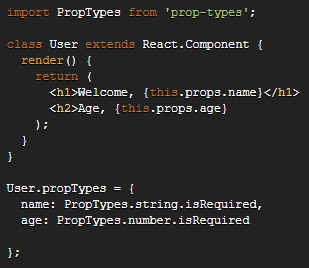 import PropTypes from 'prop-types';
class User extends React.Component {
render() {
return (
<h1>Welcome, {this.props.name}</h1>
<h2>Age, {this.props.age}
);
}
}
User.propTypes = {
name: PropTypes.string.isRequired,
age: PropTypes.number.isRequired
};